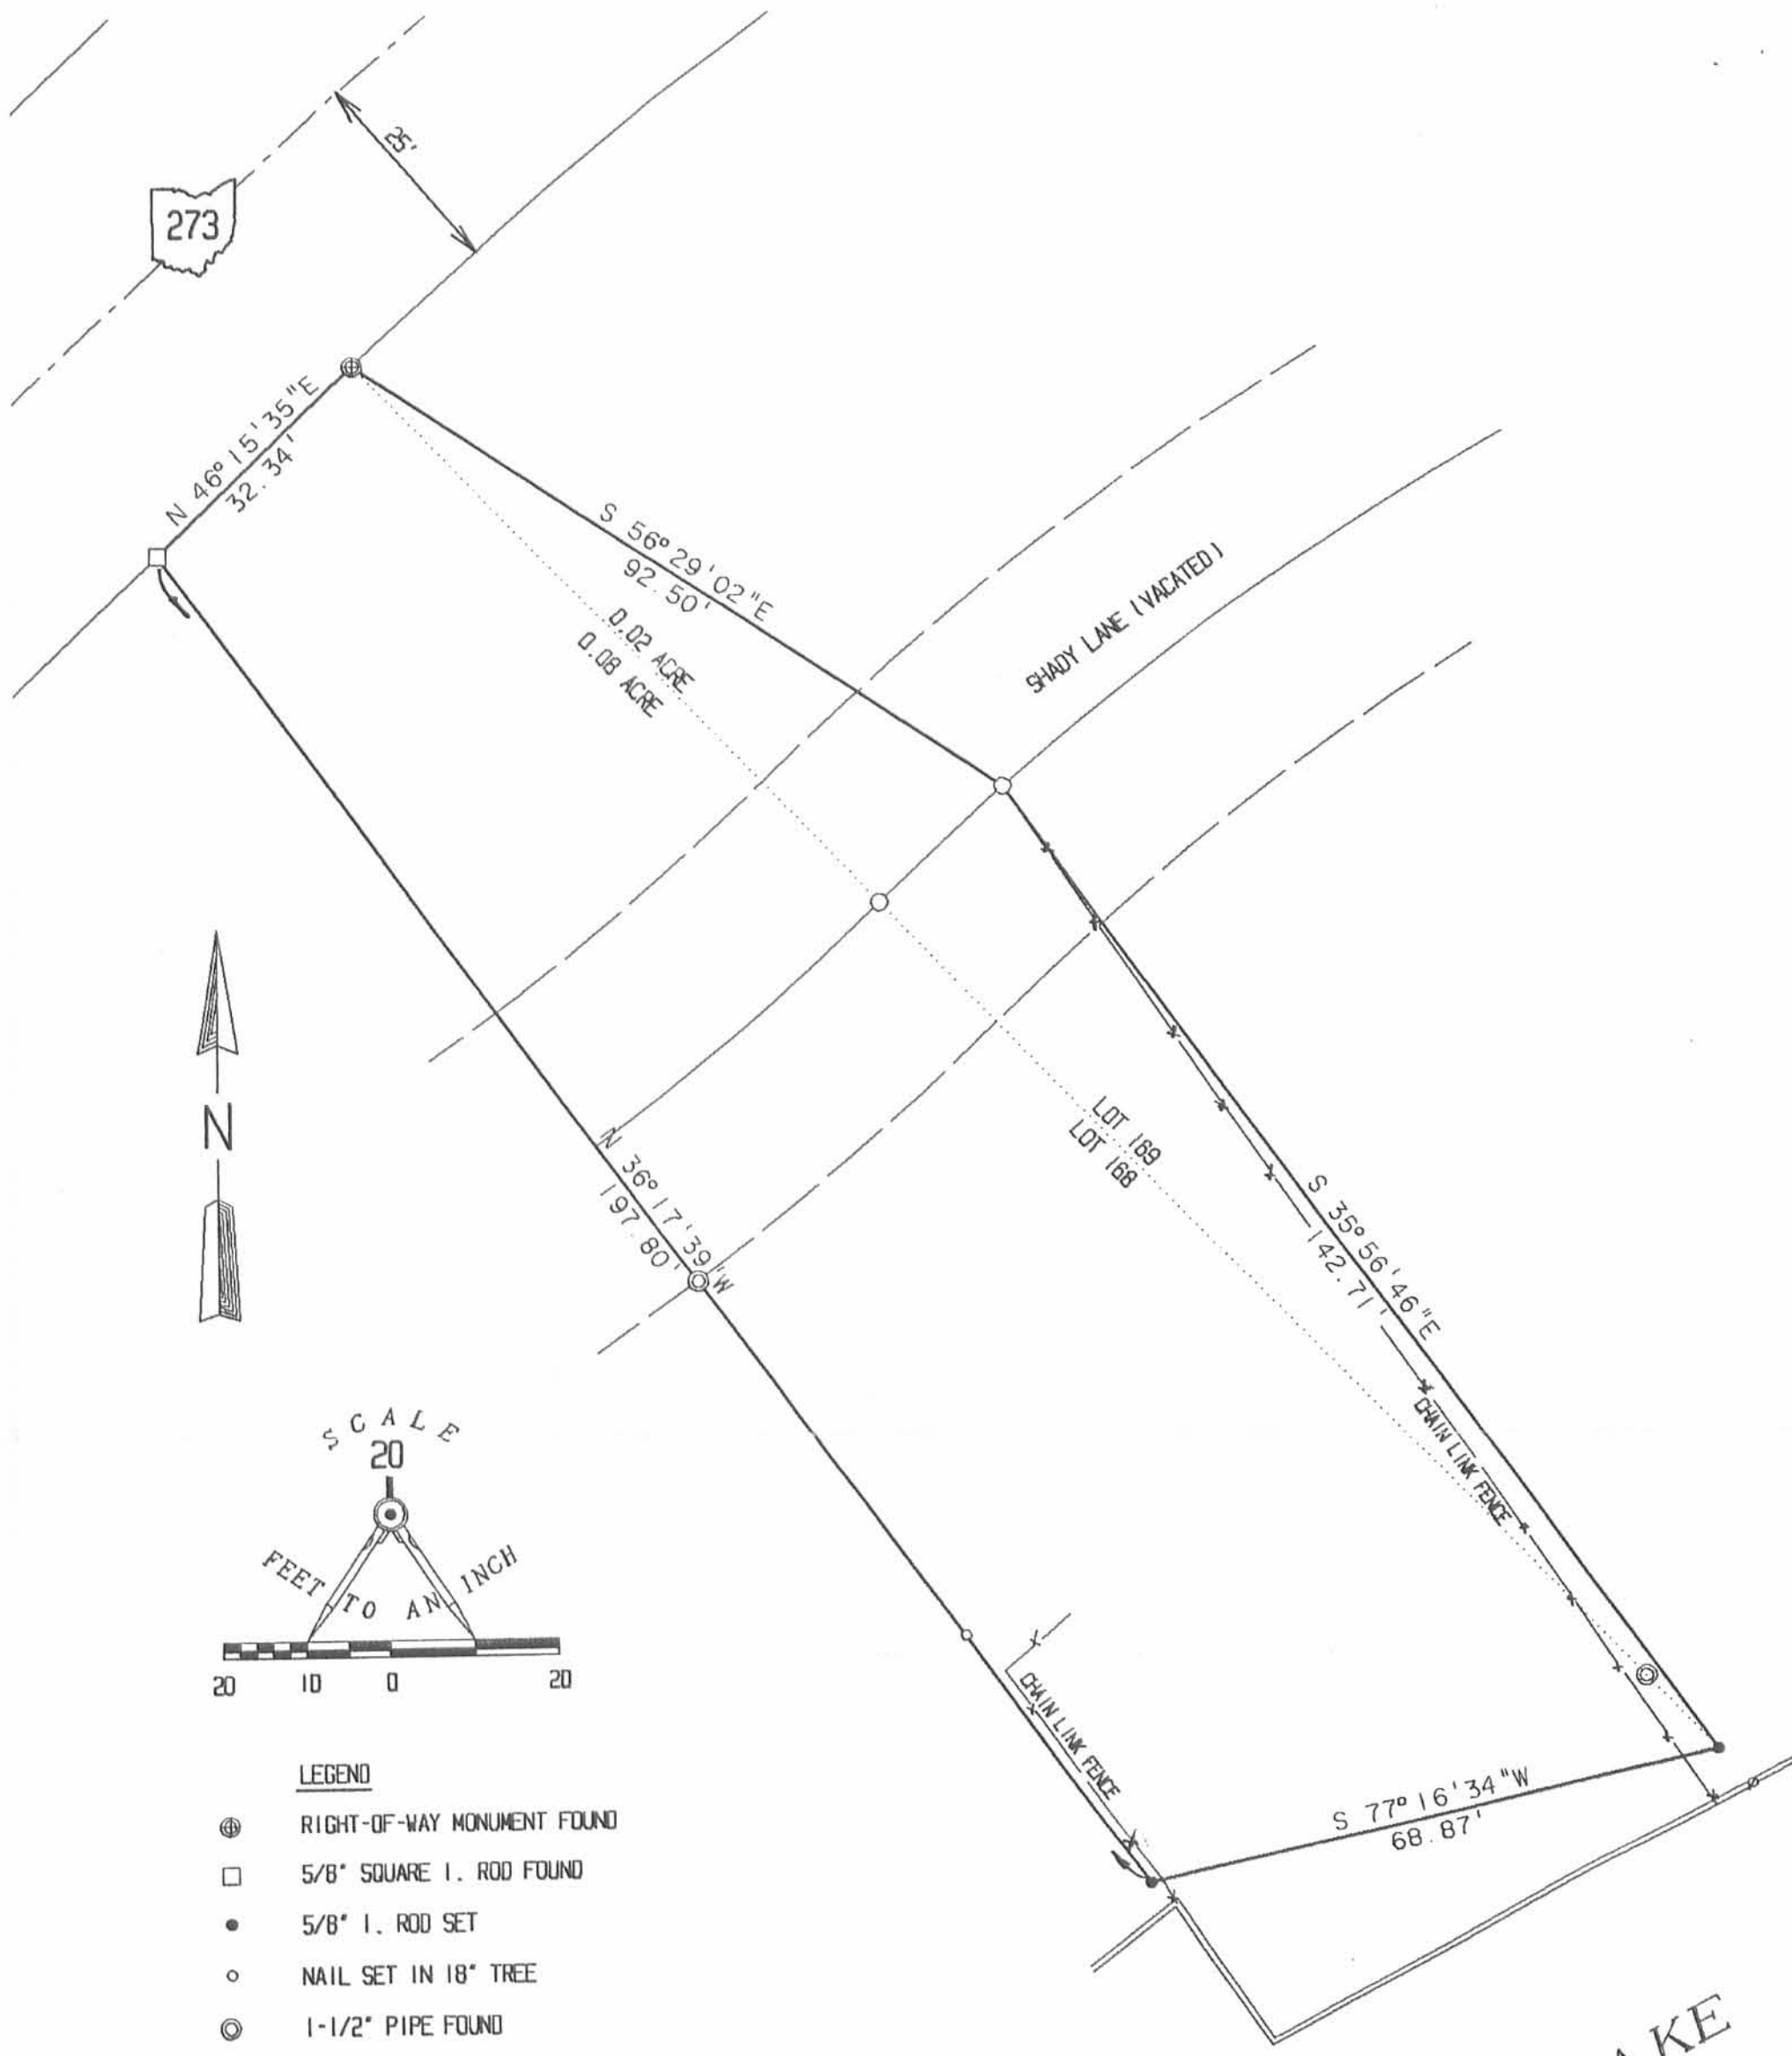 25'
273
N 46° 15' 35"E
32.34'
S 56° 29' 02"E
92.50'
0.02 ACRE
0.08 ACRE
SHADY LANE (VACATED)
LOT 169
LOT 168
N 36° 17' 39"W
197.80'
S 35° 56' 46"E
142.71'
N
SCALE
20
FEET TO AN INCH
20 10 0 20
CHAIN LINK FENCE
CHAIN LINK FENCE
S 77° 16' 34"W
68.87'
LEGEND
RIGHT-OF-WAY MONUMENT FOUND
5/8" SQUARE I. ROD FOUND
5/8" I. ROD SET
NAIL SET IN 18" TREE
1-1/2" PIPE FOUND